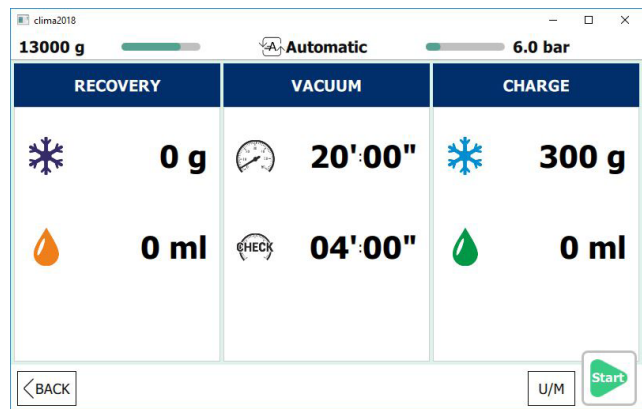 clima2018
13000 g A Automatic 6.0 bar
RECOVERY VACUUM CHARGE
0 g 20':00" 300 g
0 ml CHECK 04':00" 0 ml
BACK U/M Start